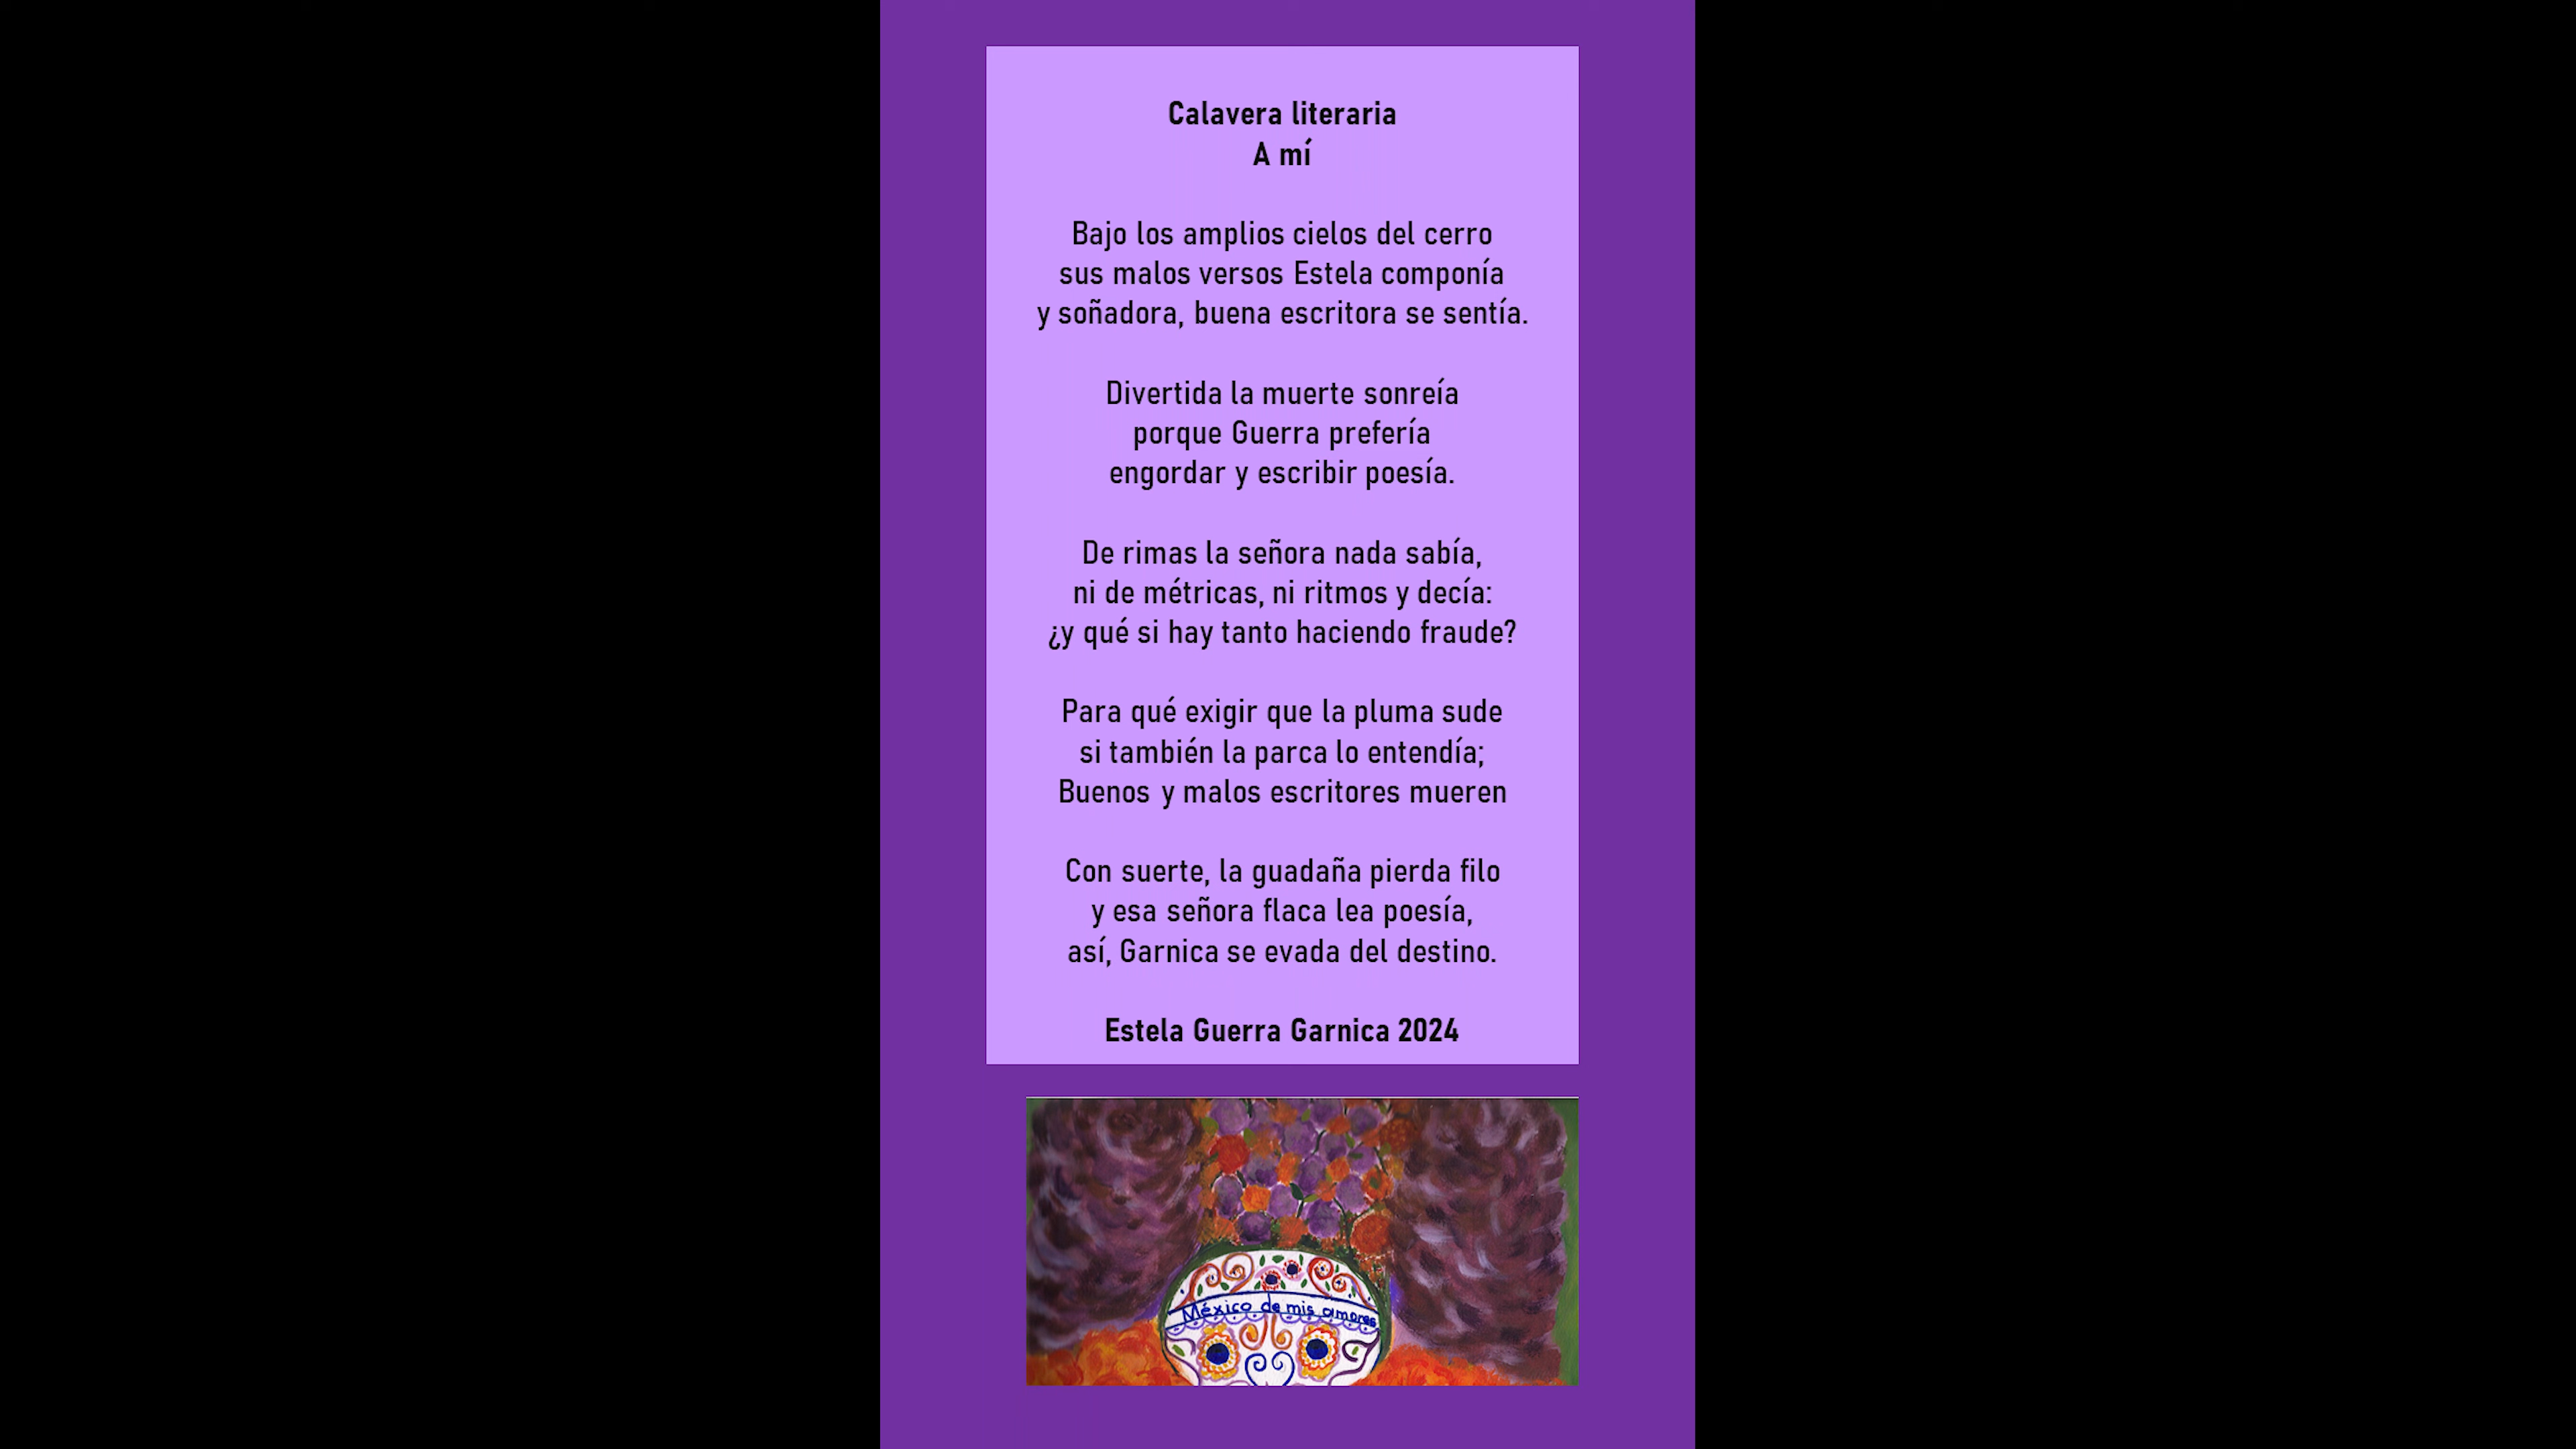 Calavera literaria
A mí
Bajo los amplios cielos del cerro
sus malos versos Estela componía
y soñadora, buena escritora se sentía.
Divertida la muerte sonreía
porque Guerra prefería
engordar y escribir poesía.
De rimas la señora nada sabía,
ni de métricas, ni ritmos y decía:
¿y qué si hay tanto haciendo fraude?
Para qué exigir que la pluma sude
si también la parca lo entendía;
Buenos y malos escritores mueren
Con suerte, la guadaña pierda filo
y esa señora flaca lea poesía,
así, Garnica se evada del destino.
Estela Guerra Garnica 2024
México de mis amores